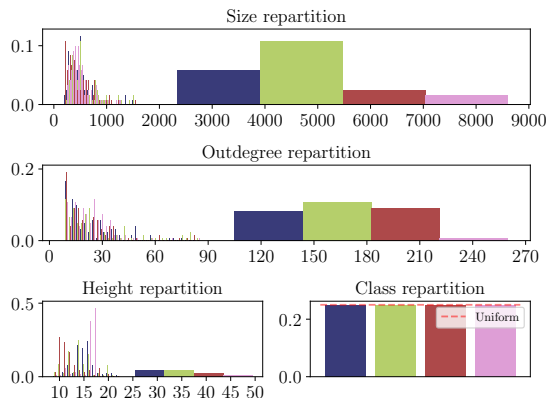 Size repartition
0.1
0.0
0 1000 2000 3000 4000 5000 6000 7000 8000 9000
Outdegree repartition
0.2
0.0
0 30 60 90 120 150 180 210 240 270
Height repartition
0.5
0.0
10 15 20 25 30 35 40 45 50
Class repartition
Uniform
0.2
0.0